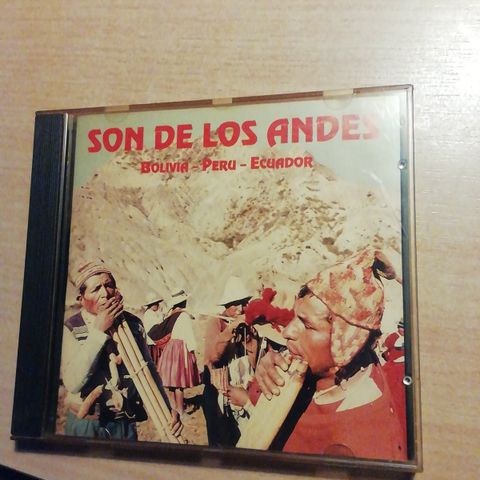 SON DE LOS ANDES
BOLIVIA - PERU - ECUADOR